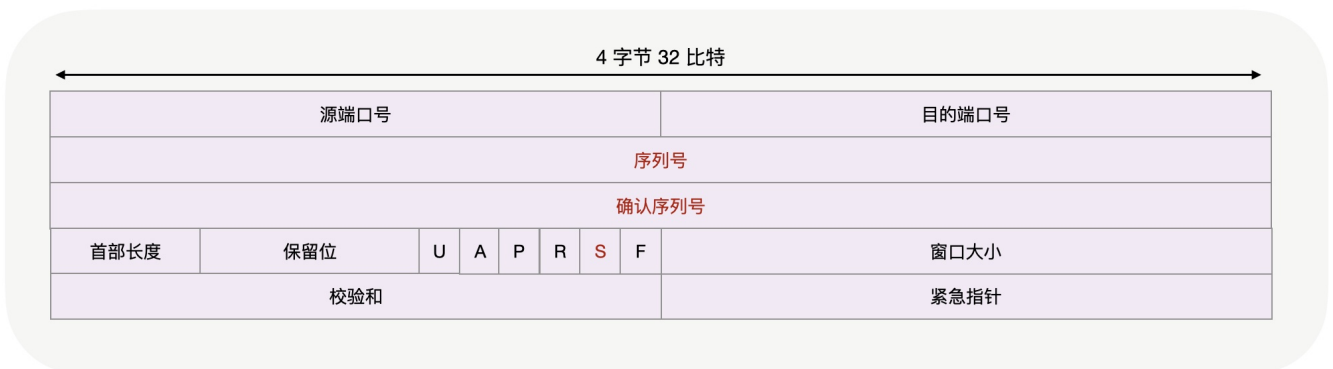 4 字节 32 比特
源端口号 目的端口号
序列号
确认序列号
首部长度 保留位 U A P R S F 窗口大小
校验和 紧急指针